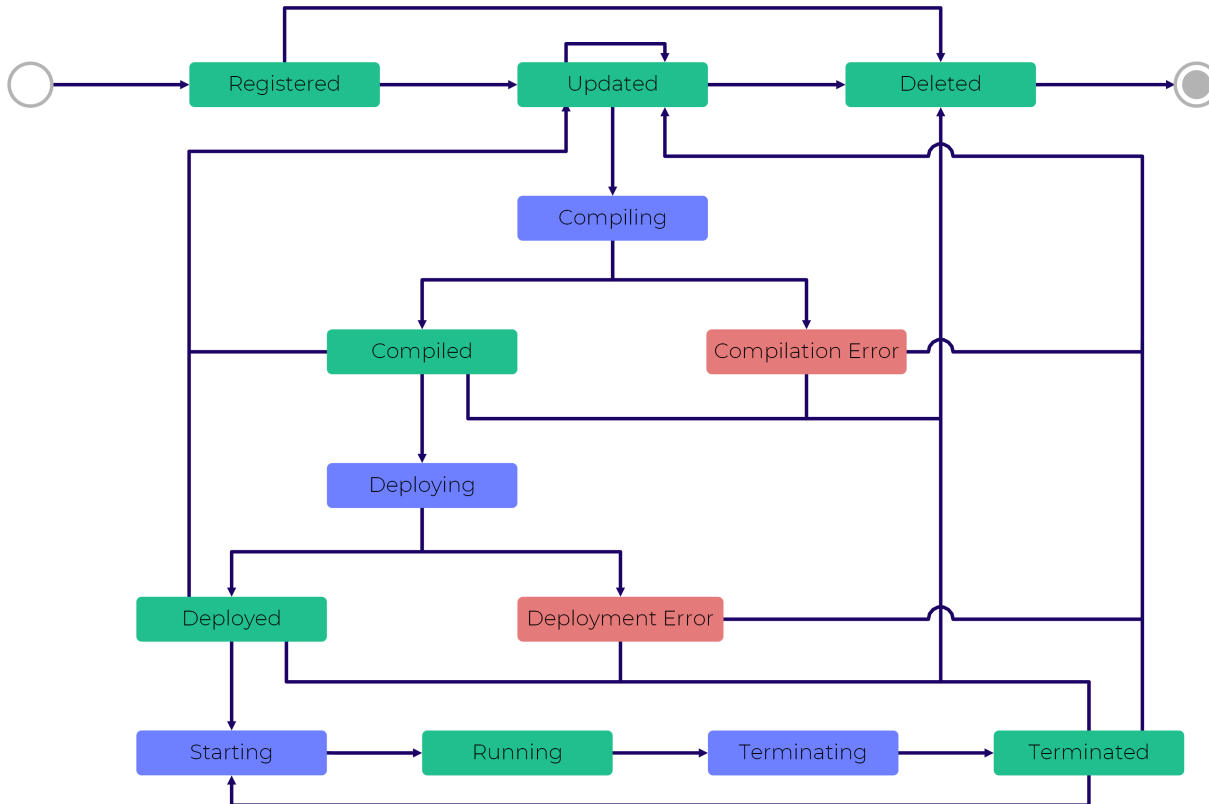 Registered
Updated
Deleted
Compiling
Compiled
Compilation Error
Deploying
Deployed
Deployment Error
Starting
Running
Terminating
Terminated